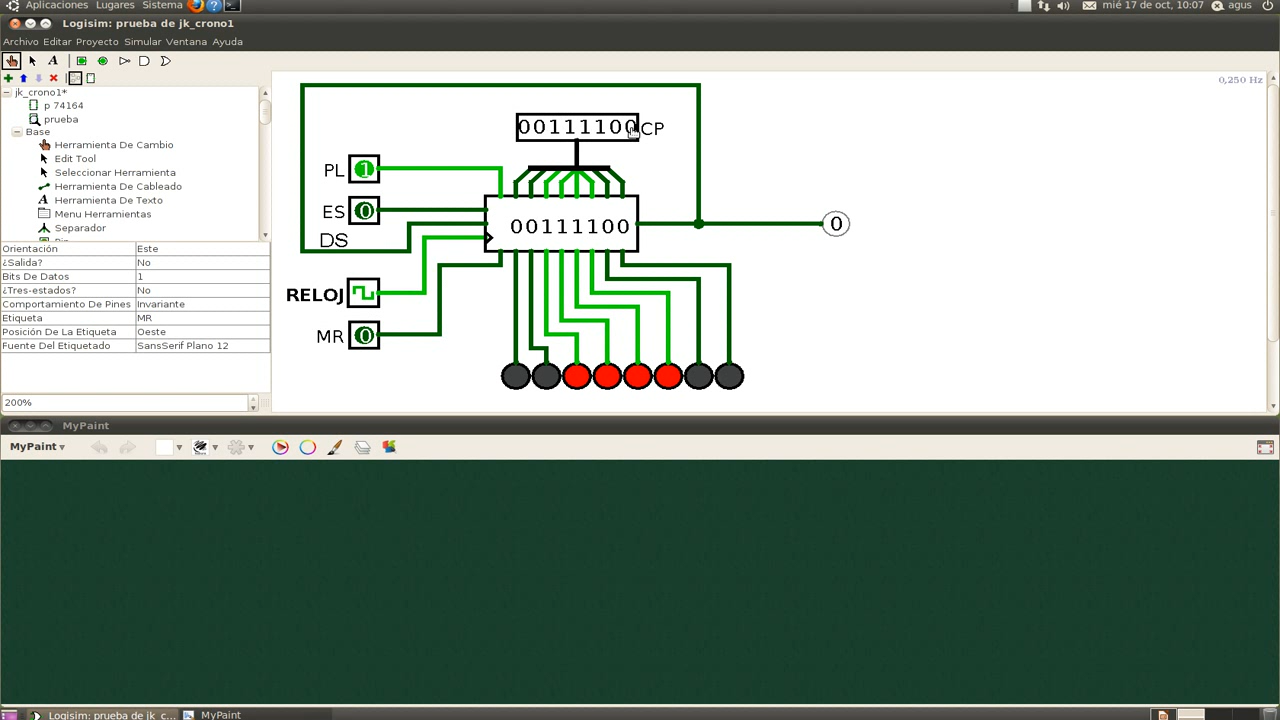 Aplicaciones Lugares Sistema ? mié 17 de oct, 10:07 agus
Logisim: prueba de jk_crono1
Archivo Editar Proyecto Simular Ventana Ayuda
A
jk_crono1*
p 74164
prueba
Base
Herramienta De Cambio
Edit Tool
Seleccionar Herramienta
Herramienta De Cableado
Herramienta De Texto
Menu Herramientas
Separador
Orientación Este
¿Salida? No
Bits De Datos 1
¿Tres-estados? No
Comportamiento De Pines Invariante
Etiqueta MR
Posición De La Etiqueta Oeste
Fuente Del Etiquetado SansSerif Plano 12
200%
0,250 Hz
00111100 CP
PL 1
ES 0
00111100
0
DS
RELOJ
MR 0
MyPaint
MyPaint
Logisim: prueba de jk_c... MyPaint